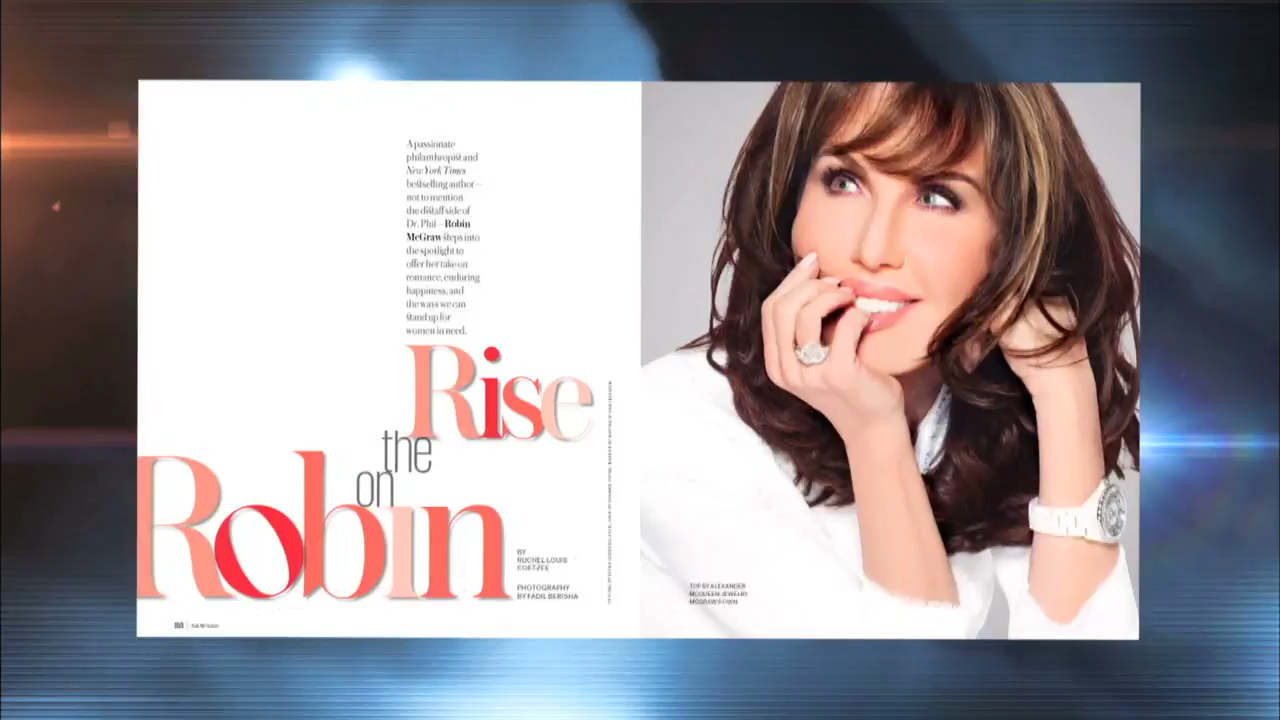 A passionate
philanthropist and
New York Times
bestselling author—
not to mention
the distaff side of
Dr. Phil—Robin
McGraw steps into
the spotlight to
offer her take on
romance, enduring
happiness, and
the ways we can
stand up for
women in need.
Rise
the
on
Robin
BY
RUCHEL LOUIS
COETZEE
PHOTOGRAPHY
BY FADIL BERISHA
TOP BY ALEXANDER
MCQUEEN. JEWELRY
MCGRAW'S OWN